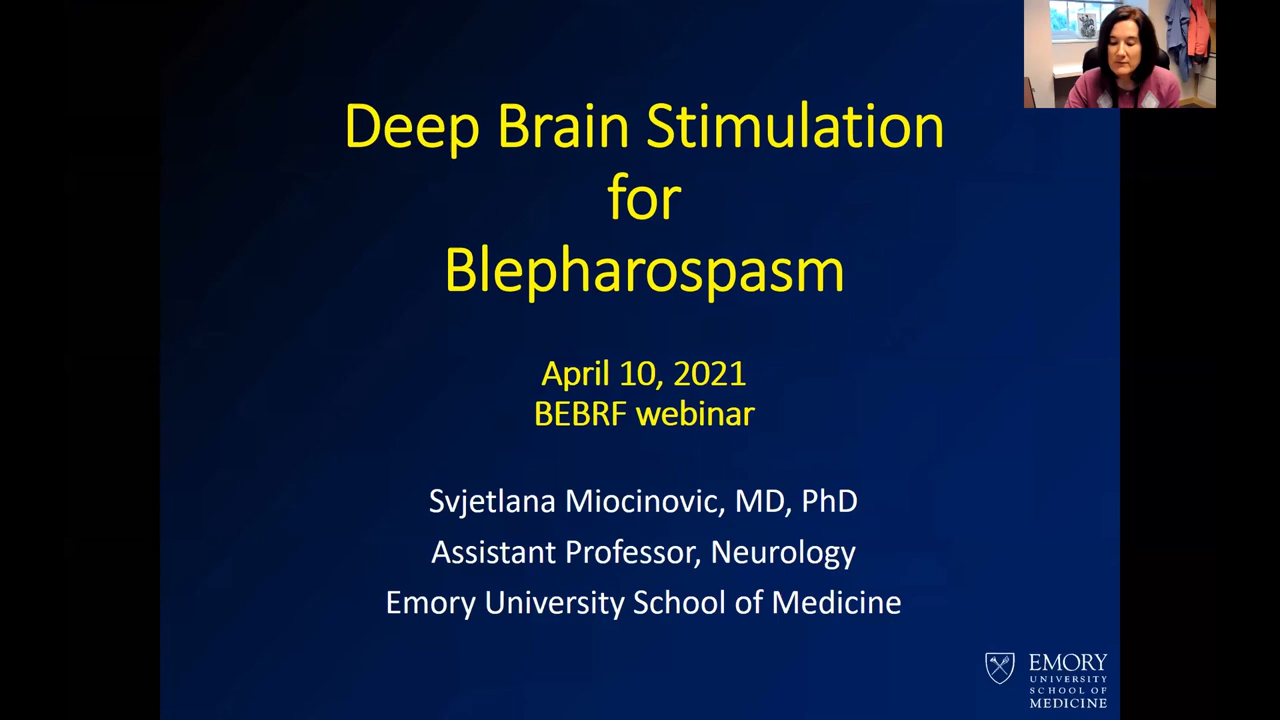 Deep Brain Stimulation
for
Blepharospasm
April 10, 2021
BEBRF webinar
Svjetlana Miocinovic, MD, PhD
Assistant Professor, Neurology
Emory University School of Medicine
EMORY
UNIVERSITY
SCHOOL OF
MEDICINE